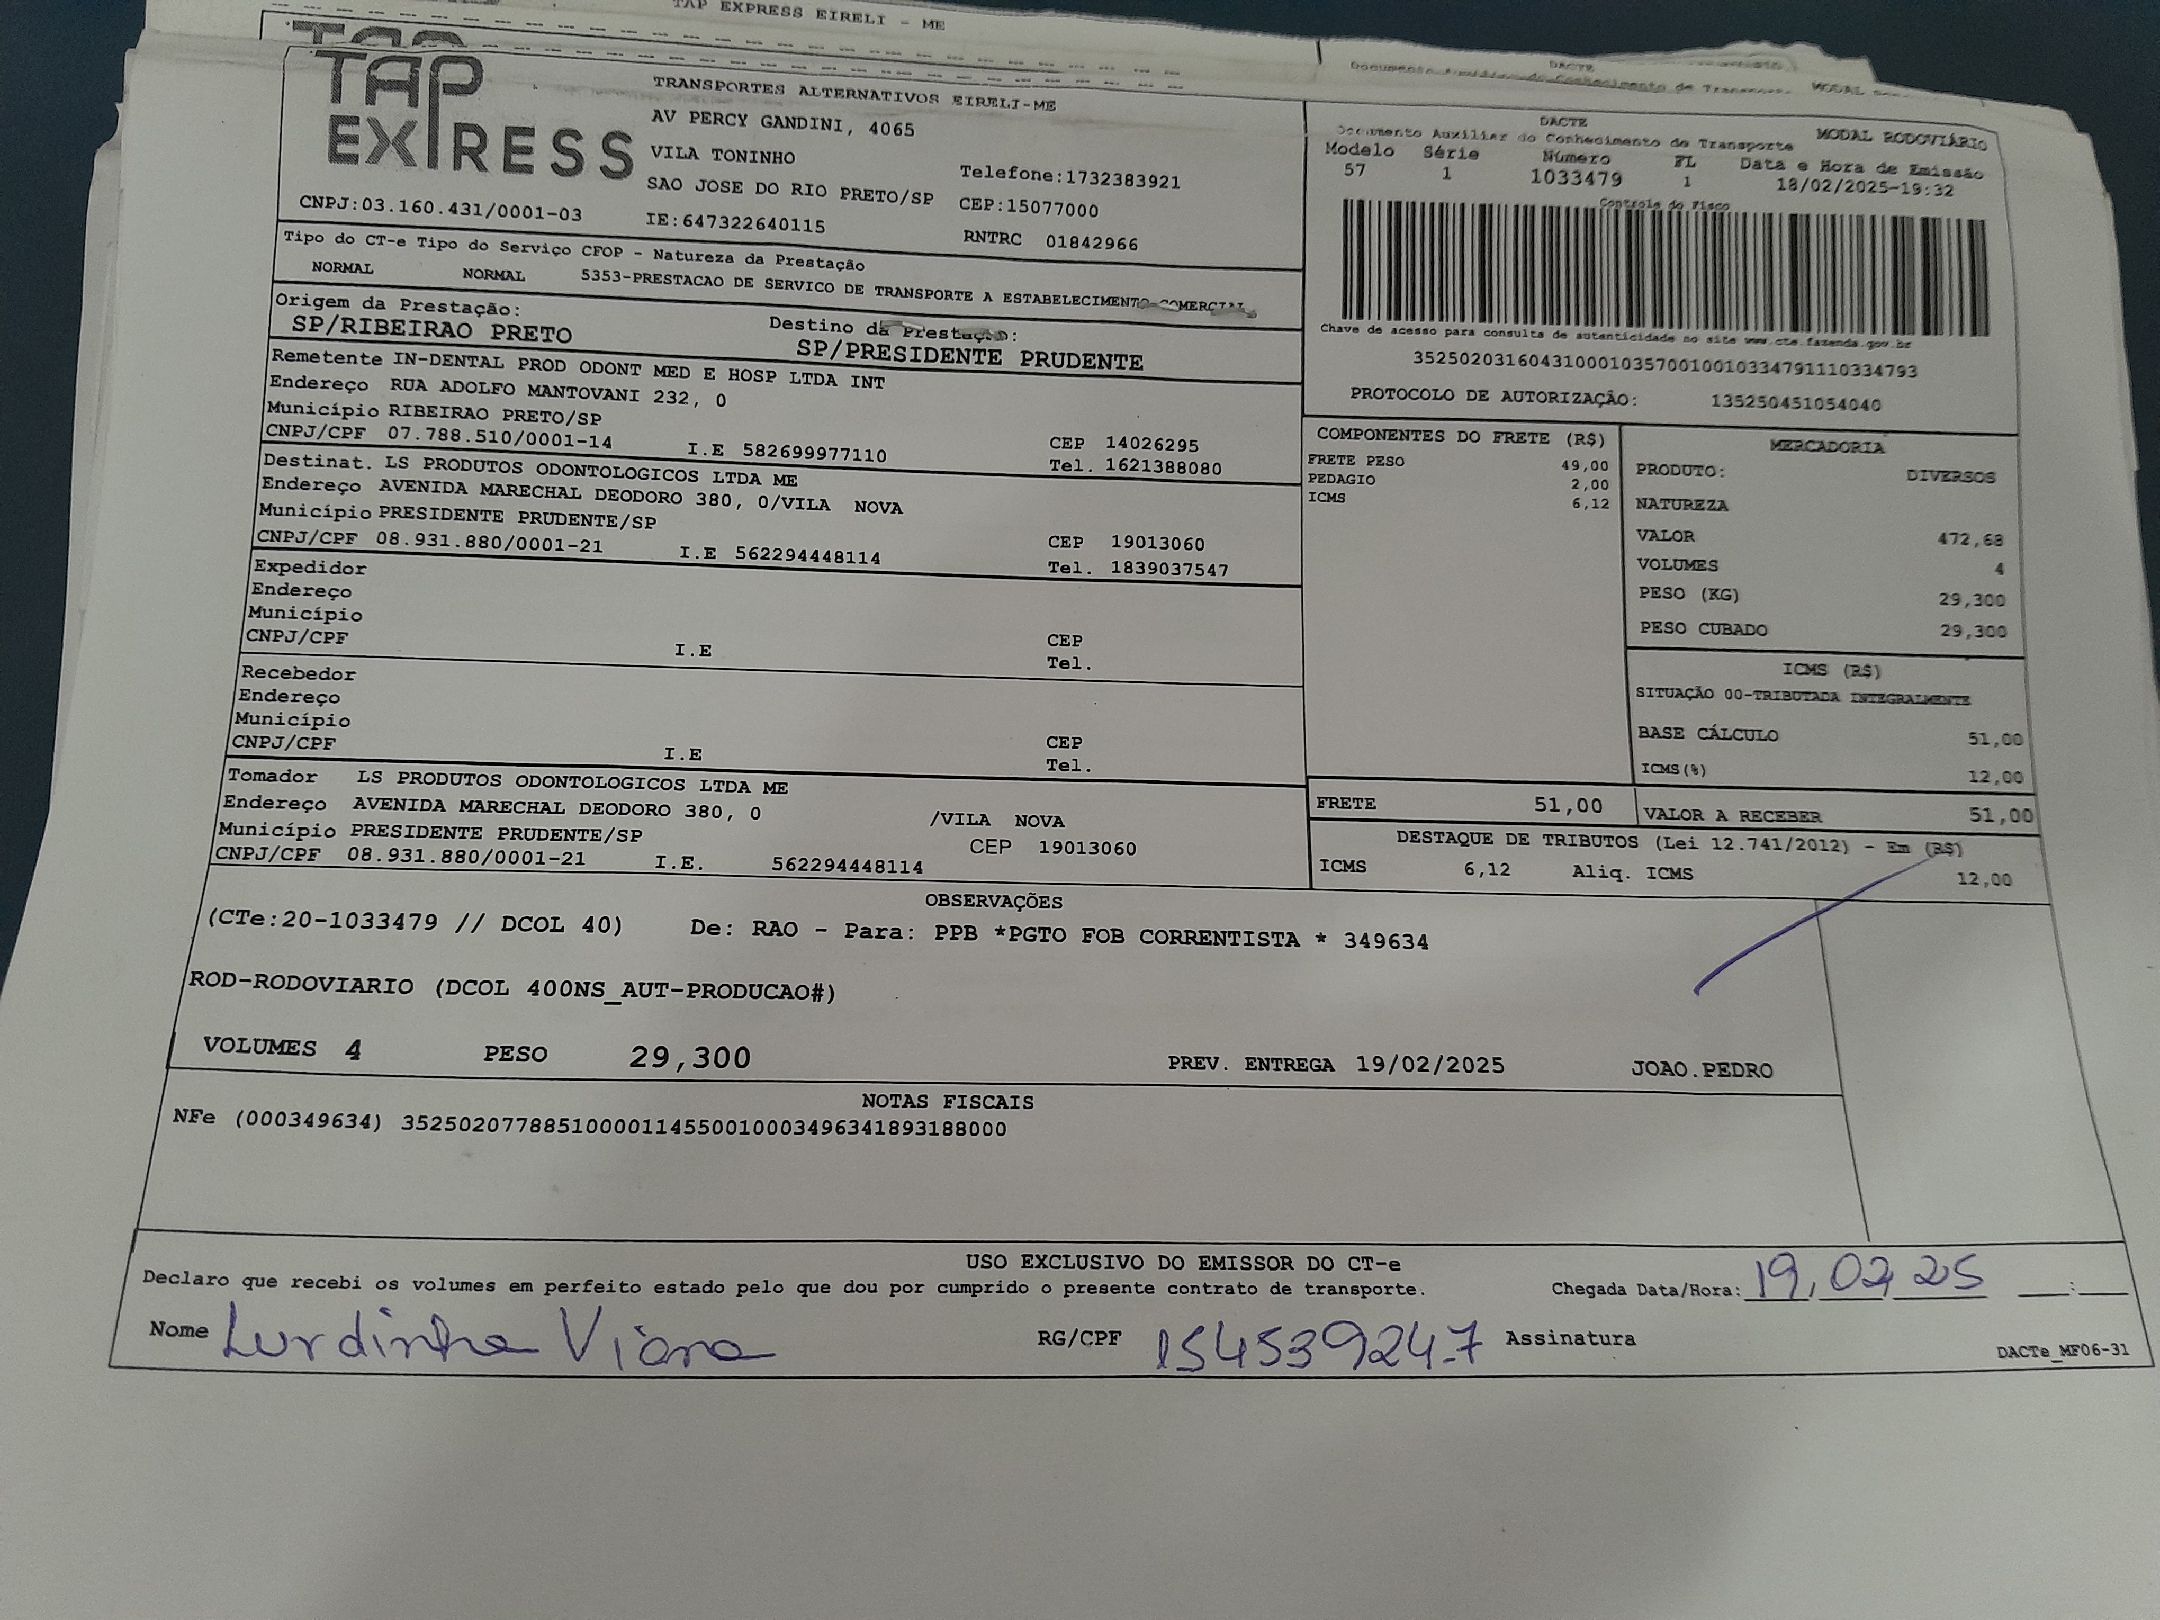 TAP EXPRESS EIRELI - ME
TAP EXPRESS
TRANSPORTES ALTERNATIVOS EIRELI-ME
AV PERCY GANDINI, 4065
VILA TONINHO
Telefone:1732383921
SAO JOSE DO RIO PRETO/SP CEP:15077000
CNPJ:03.160.431/0001-03 IE:647322640115 RNTRC 01842966
DACTE
Documento Auxiliar do Conhecimento de Transporte MODAL RODOVIÁRIO
Modelo Série Número FL Data e Hora de Emissão
57 1 1033479 1 18/02/2025-19:32
Controle do Fisco
Chave de acesso para consulta de autenticidade no site www.cte.fazenda.gov.br
35250203160431000103570010010334791110334793
PROTOCOLO DE AUTORIZAÇÃO: 135250451054040
Tipo do CT-e Tipo do Serviço CFOP - Natureza da Prestação
NORMAL NORMAL 5353-PRESTACAO DE SERVICO DE TRANSPORTE A ESTABELECIMENTO COMERCIAL
Origem da Prestação: Destino da Prestação:
SP/RIBEIRAO PRETO SP/PRESIDENTE PRUDENTE
Remetente IN-DENTAL PROD ODONT MED E HOSP LTDA INT
Endereço RUA ADOLFO MANTOVANI 232, 0
Município RIBEIRAO PRETO/SP CEP 14026295
CNPJ/CPF 07.788.510/0001-14 I.E 582699977110 Tel. 1621388080
Destinat. LS PRODUTOS ODONTOLOGICOS LTDA ME
Endereço AVENIDA MARECHAL DEODORO 380, 0/VILA NOVA
Município PRESIDENTE PRUDENTE/SP CEP 19013060
CNPJ/CPF 08.931.880/0001-21 I.E 562294448114 Tel. 1839037547
Expedidor
Endereço
Município CEP
CNPJ/CPF I.E Tel.
Recebedor
Endereço
Município CEP
CNPJ/CPF I.E Tel.
Tomador LS PRODUTOS ODONTOLOGICOS LTDA ME
Endereço AVENIDA MARECHAL DEODORO 380, 0 /VILA NOVA
Município PRESIDENTE PRUDENTE/SP CEP 19013060
CNPJ/CPF 08.931.880/0001-21 I.E. 562294448114
COMPONENTES DO FRETE (R$)
FRETE PESO 49,00
PEDAGIO 2,00
ICMS 6,12
MERCADORIA
PRODUTO: DIVERSOS
NATUREZA
VALOR 472,68
VOLUMES 4
PESO (KG) 29,300
PESO CUBADO 29,300
ICMS (R$)
SITUAÇÃO 00-TRIBUTADA INTEGRALMENTE
BASE CÁLCULO 51,00
ICMS(%) 12,00
FRETE 51,00 VALOR A RECEBER 51,00
DESTAQUE DE TRIBUTOS (Lei 12.741/2012) - Em (R$)
ICMS 6,12 Aliq. ICMS 12,00
OBSERVAÇÕES
(CTe:20-1033479 // DCOL 40) De: RAO - Para: PPB *PGTO FOB CORRENTISTA * 349634
ROD-RODOVIARIO (DCOL 400NS_AUT-PRODUCAO#)
VOLUMES 4 PESO 29,300 PREV. ENTREGA 19/02/2025 JOAO.PEDRO
NOTAS FISCAIS
NFe (000349634) 35250207788510000114550010003496341893188000
USO EXCLUSIVO DO EMISSOR DO CT-e
Declaro que recebi os volumes em perfeito estado pelo que dou por cumprido o presente contrato de transporte. Chegada Data/Hora: 19, 02, 25 :
Nome Lurdinha Viana RG/CPF 154539924-7 Assinatura
DACTe_MF06-31